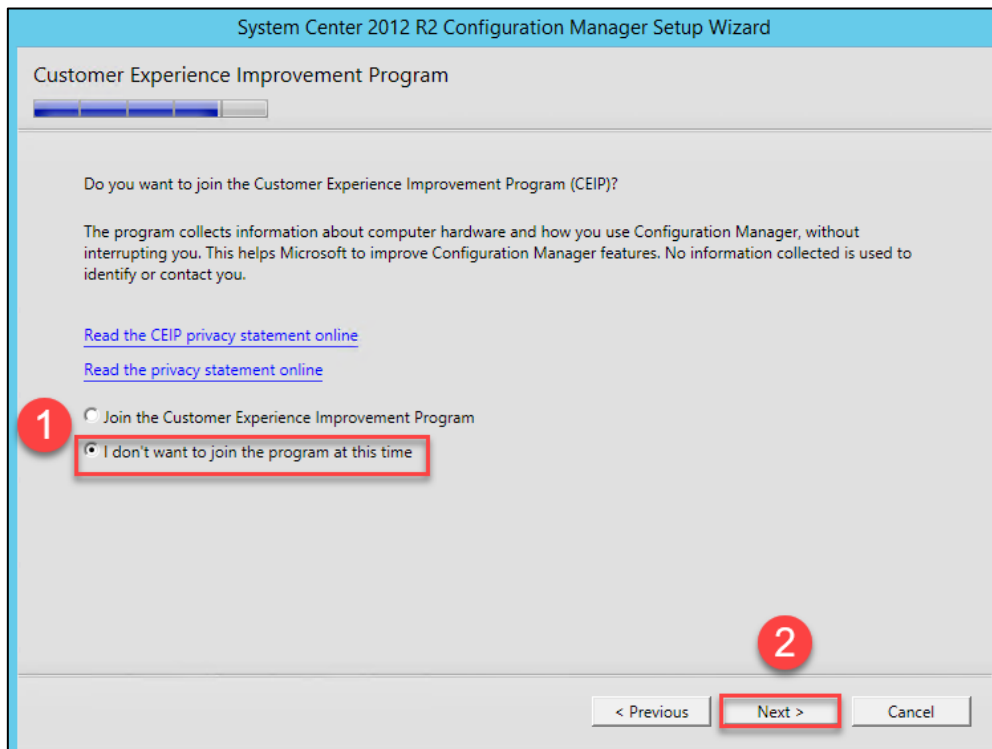 System Center 2012 R2 Configuration Manager Setup Wizard
Customer Experience Improvement Program
Do you want to join the Customer Experience Improvement Program (CEIP)?
The program collects information about computer hardware and how you use Configuration Manager, without
interrupting you. This helps Microsoft to improve Configuration Manager features. No information collected is used to
identify or contact you.
Read the CEIP privacy statement online
Read the privacy statement online
1
Join the Customer Experience Improvement Program
I don't want to join the program at this time
2
< Previous
Next >
Cancel